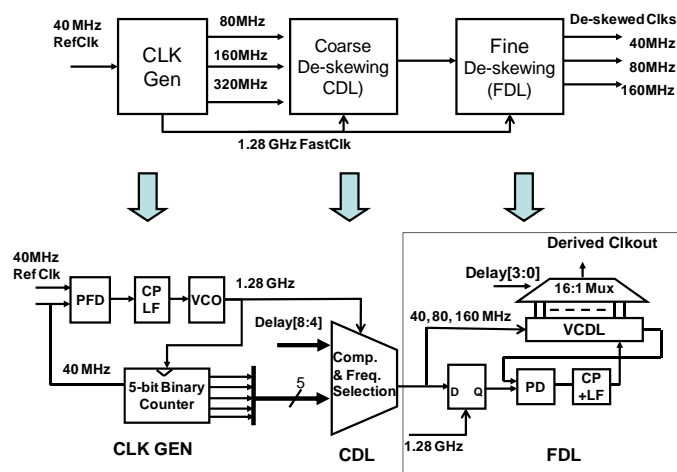 40 MHz
RefClk
CLK
Gen
80MHz
160MHz
320MHz
Coarse
De-skewing
CDL)
Fine
De-skewing
(FDL)
De-skewed Clks
40MHz
80MHz
160MHz
1.28 GHz FastClk
40MHz
Ref Clk
PFD
CP
LF
VCO
1.28 GHz
Delay[8:4]
Comp.
& Freq.
Selection
40 MHz
5-bit Binary
Counter
5
CLK GEN
CDL
Derived Clkout
Delay[3:0]
16:1 Mux
40, 80, 160 MHz
VCDL
D
Q
PD
CP
+LF
1.28 GHz
FDL